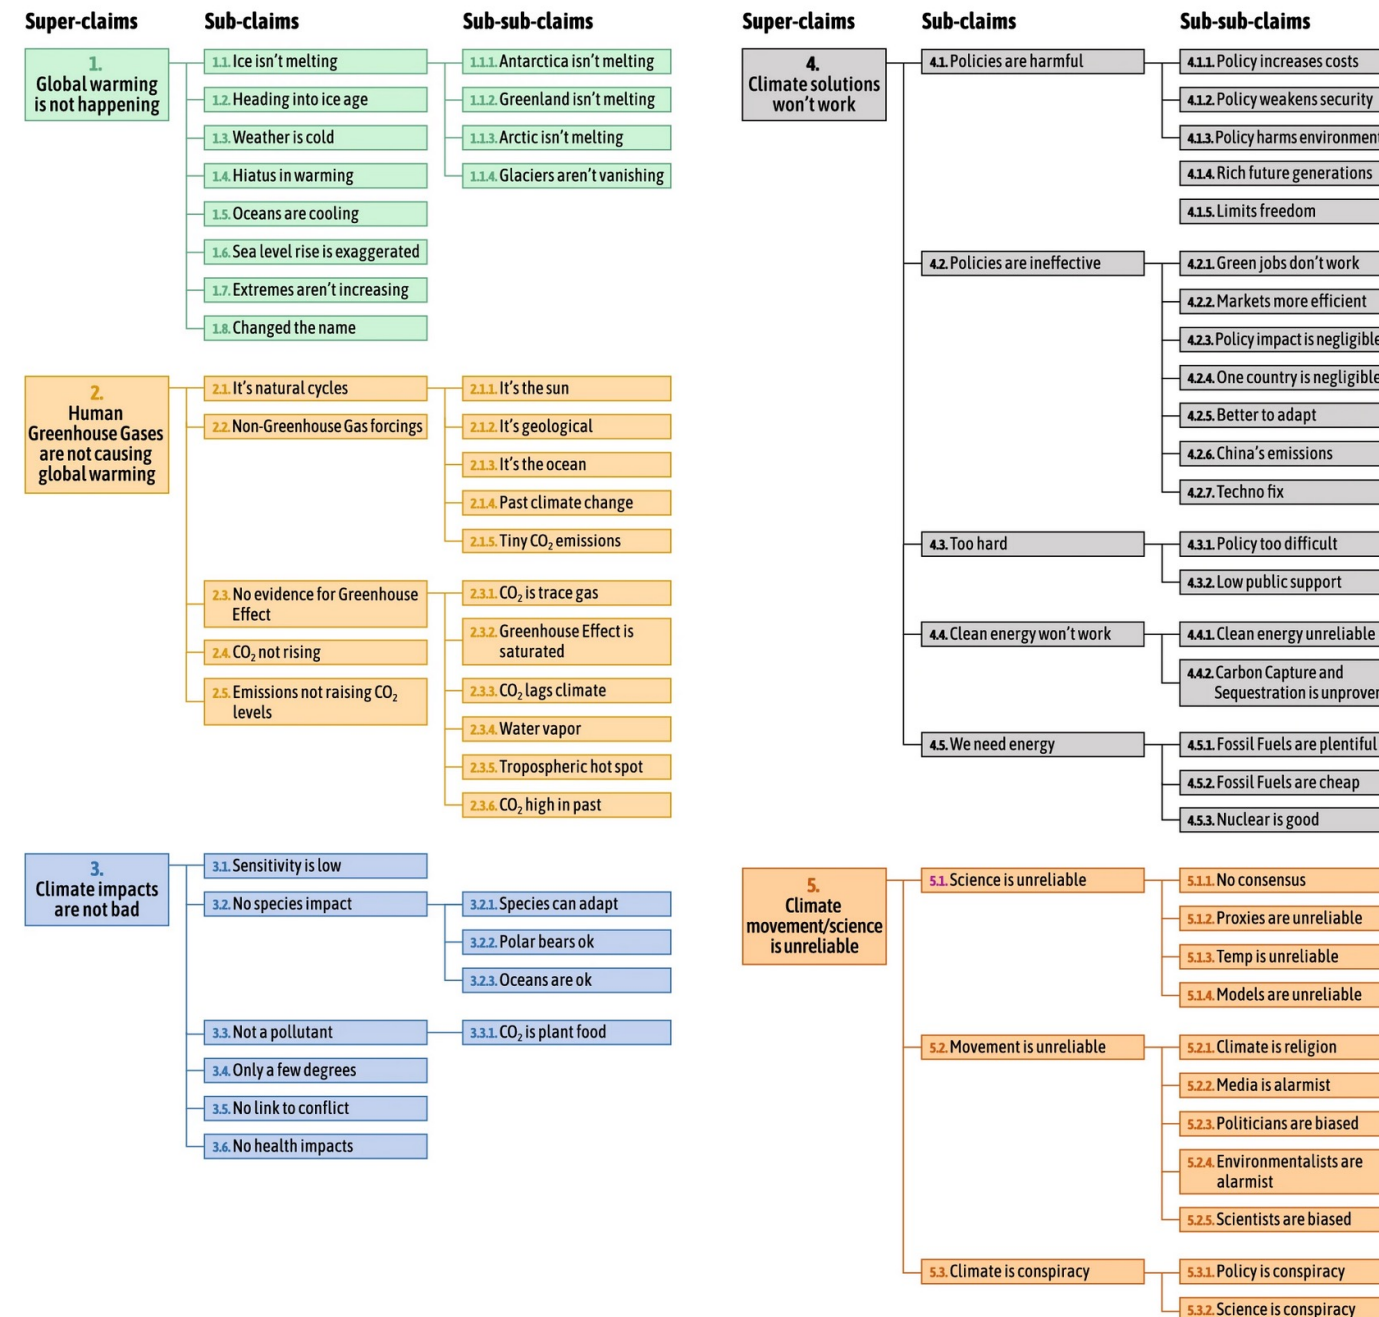 Super-claims
Sub-claims
Sub-sub-claims
1.
Global warming
is not happening
1.1. Ice isn't melting
1.1.1. Antarctica isn't melting
1.2. Heading into ice age
1.1.2. Greenland isn't melting
1.3. Weather is cold
1.1.3. Arctic isn't melting
1.4. Hiatus in warming
1.1.4. Glaciers aren't vanishing
1.5. Oceans are cooling
1.6. Sea level rise is exaggerated
1.7. Extremes aren't increasing
1.8. Changed the name
2.
Human
Greenhouse Gases
are not causing
global warming
2.1. It's natural cycles
2.1.1. It's the sun
2.2. Non-Greenhouse Gas forcings
2.1.2. It's geological
2.1.3. It's the ocean
2.1.4. Past climate change
2.1.5. Tiny CO₂ emissions
2.3. No evidence for Greenhouse
Effect
2.3.1. CO₂ is trace gas
2.3.2. Greenhouse Effect is
saturated
2.4. CO₂ not rising
2.5. Emissions not raising CO₂
levels
2.3.3. CO₂ lags climate
2.3.4. Water vapor
2.3.5. Tropospheric hot spot
2.3.6. CO₂ high in past
3.
Climate impacts
are not bad
3.1. Sensitivity is low
3.2. No species impact
3.2.1. Species can adapt
3.2.2. Polar bears ok
3.2.3. Oceans are ok
3.3. Not a pollutant
3.3.1. CO₂ is plant food
3.4. Only a few degrees
3.5. No link to conflict
3.6. No health impacts
Super-claims
Sub-claims
Sub-sub-claims
4.
Climate solutions
won't work
4.1. Policies are harmful
4.1.1. Policy increases costs
4.1.2. Policy weakens security
4.1.3. Policy harms environment
4.1.4. Rich future generations
4.1.5. Limits freedom
4.2. Policies are ineffective
4.2.1. Green jobs don't work
4.2.2. Markets more efficient
4.2.3. Policy impact is negligible
4.2.4. One country is negligible
4.2.5. Better to adapt
4.2.6. China's emissions
4.2.7. Techno fix
4.3. Too hard
4.3.1. Policy too difficult
4.3.2. Low public support
4.4. Clean energy won't work
4.4.1. Clean energy unreliable
4.4.2. Carbon Capture and
Sequestration is unproven
4.5. We need energy
4.5.1. Fossil Fuels are plentiful
4.5.2. Fossil Fuels are cheap
4.5.3. Nuclear is good
5.
Climate
movement/science
is unreliable
5.1. Science is unreliable
5.1.1. No consensus
5.1.2. Proxies are unreliable
5.1.3. Temp is unreliable
5.1.4. Models are unreliable
5.2. Movement is unreliable
5.2.1. Climate is religion
5.2.2. Media is alarmist
5.2.3. Politicians are biased
5.2.4. Environmentalists are
alarmist
5.2.5. Scientists are biased
5.3. Climate is conspiracy
5.3.1. Policy is conspiracy
5.3.2. Science is conspiracy